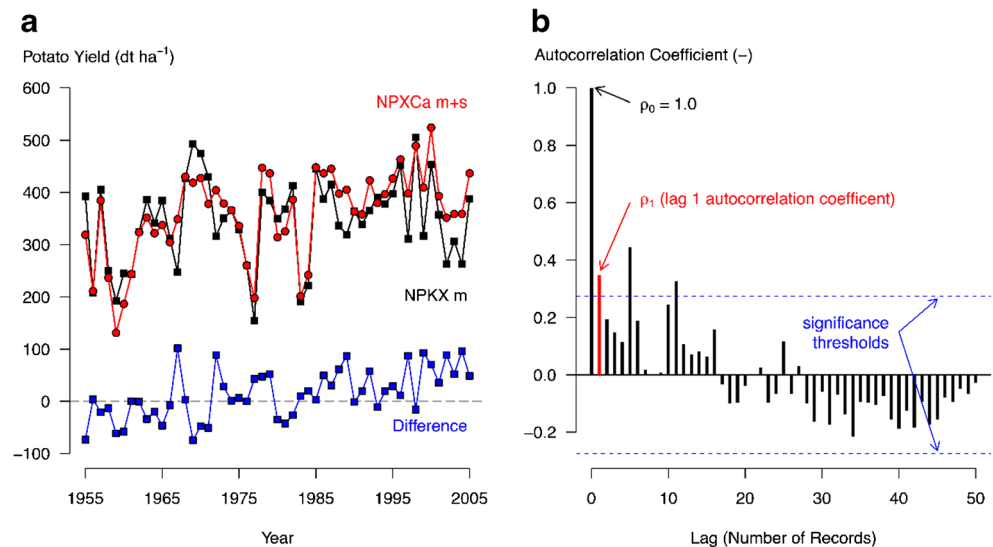 a
Potato Yield (dt ha⁻¹)
600
500
400
300
200
100
0
−100
NPXCa m+s
NPKX m
Difference
1955
1965
1975
1985
1995
2005
Year
b
Autocorrelation Coefficient (−)
1.0
0.8
0.6
0.4
0.2
0.0
−0.2
ρ₀ = 1.0
ρ₁ (lag 1 autocorrelation coefficent)
significance
thresholds
0
10
20
30
40
50
Lag (Number of Records)